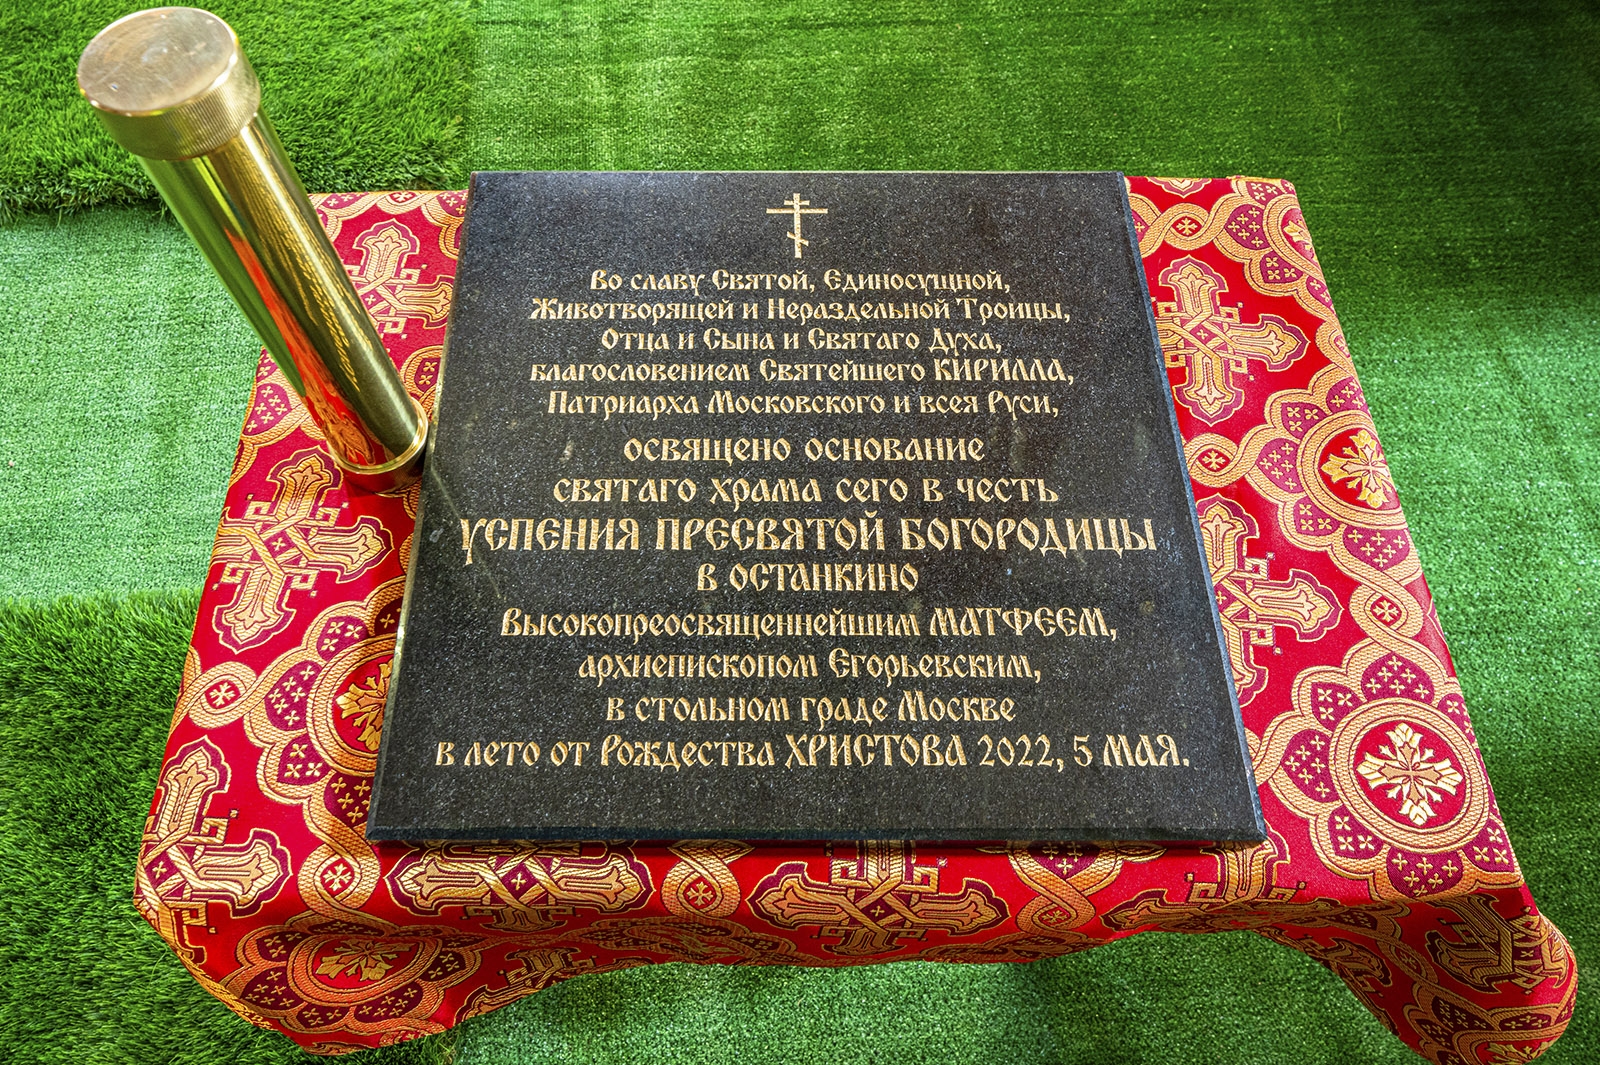 Во славу Святой, Единосущной,
Животворящей и Нераздельной Троицы,
Отца и Сына и Святаго Духа,
благословением Святейшего КИРИЛЛА,
Патриарха Московского и всея Руси,
освящено основание
святаго храма сего в честь
УСПЕНИЯ ПРЕСВЯТОЙ БОГОРОДИЦЫ
в Останкино
Высокопреосвященнейшим МАТФЕЕМ,
архиепископом Егорьевским,
в стольном граде Москве
в лето от Рождества ХРИСТОВА 2022, 5 МАЯ.